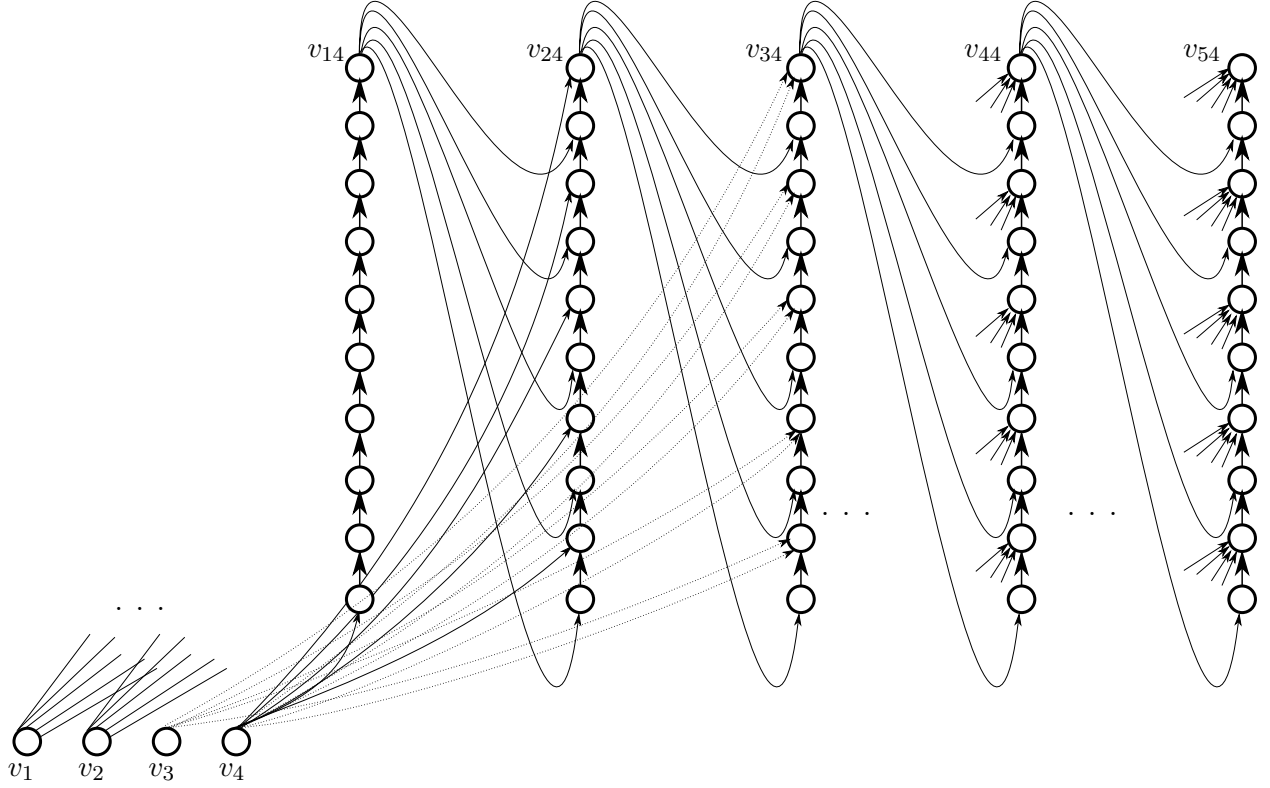 v14 v24 v34 v44 v54
. . . . . .
. . .
v1 v2 v3 v4